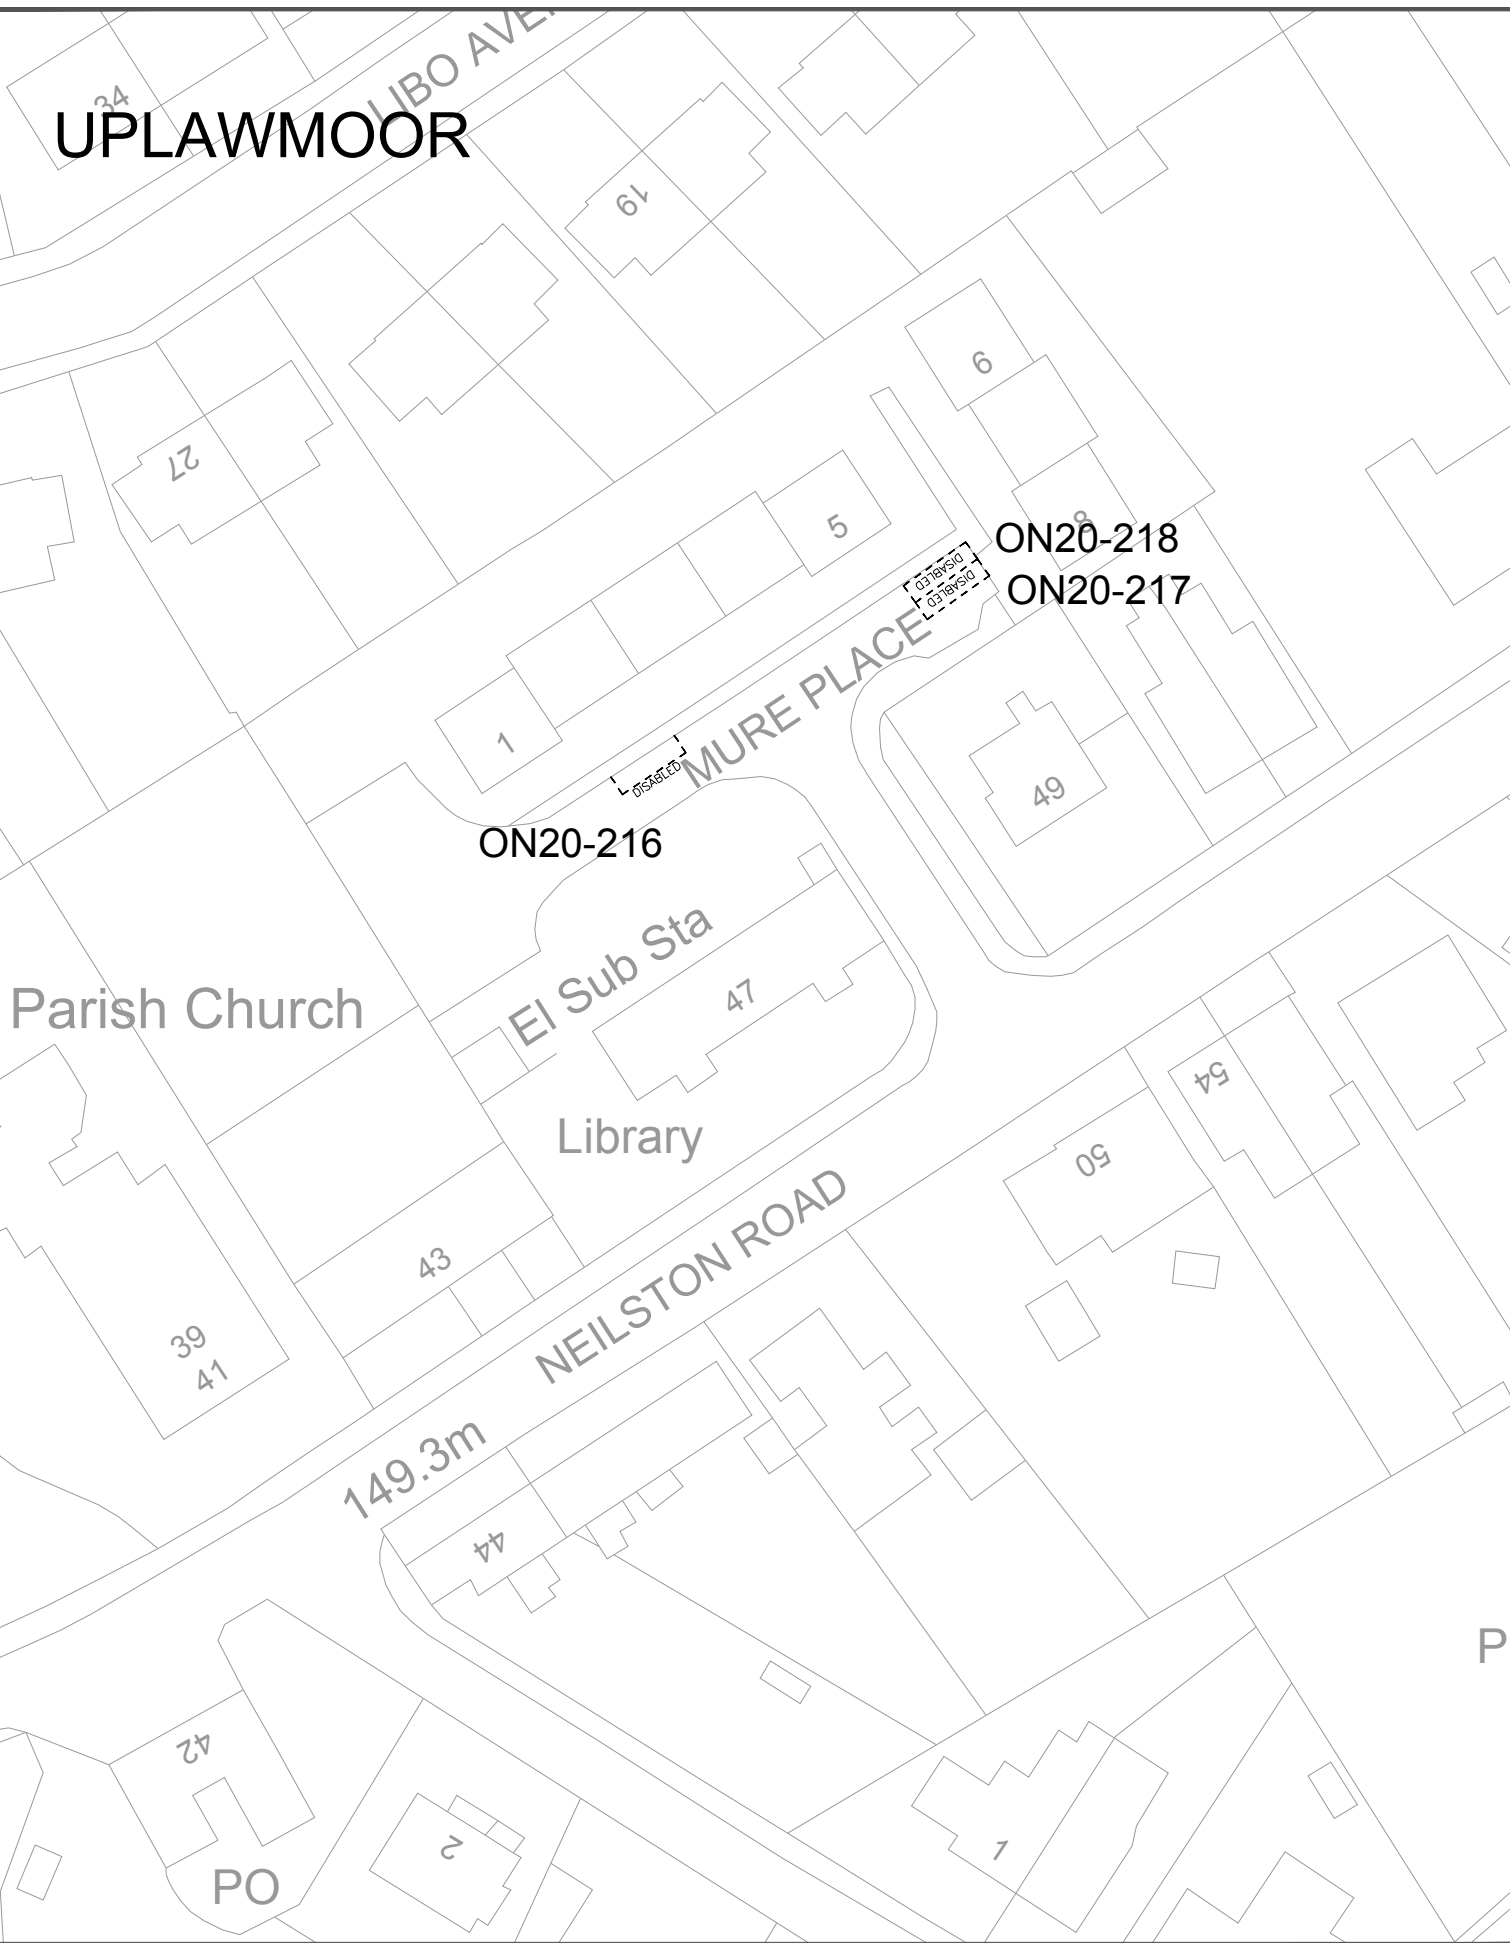 LIBO AVEN
34
UPLAWMOOR
19
6
27
5
8
ON20-218
DISABLED
DISABLED
ON20-217
MURE PLACE
1
DISABLED
49
ON20-216
El Sub Sta
47
Parish Church
54
Library
50
NEILSTON ROAD
43
39
41
149.3m
44
P
42
2
1
PO